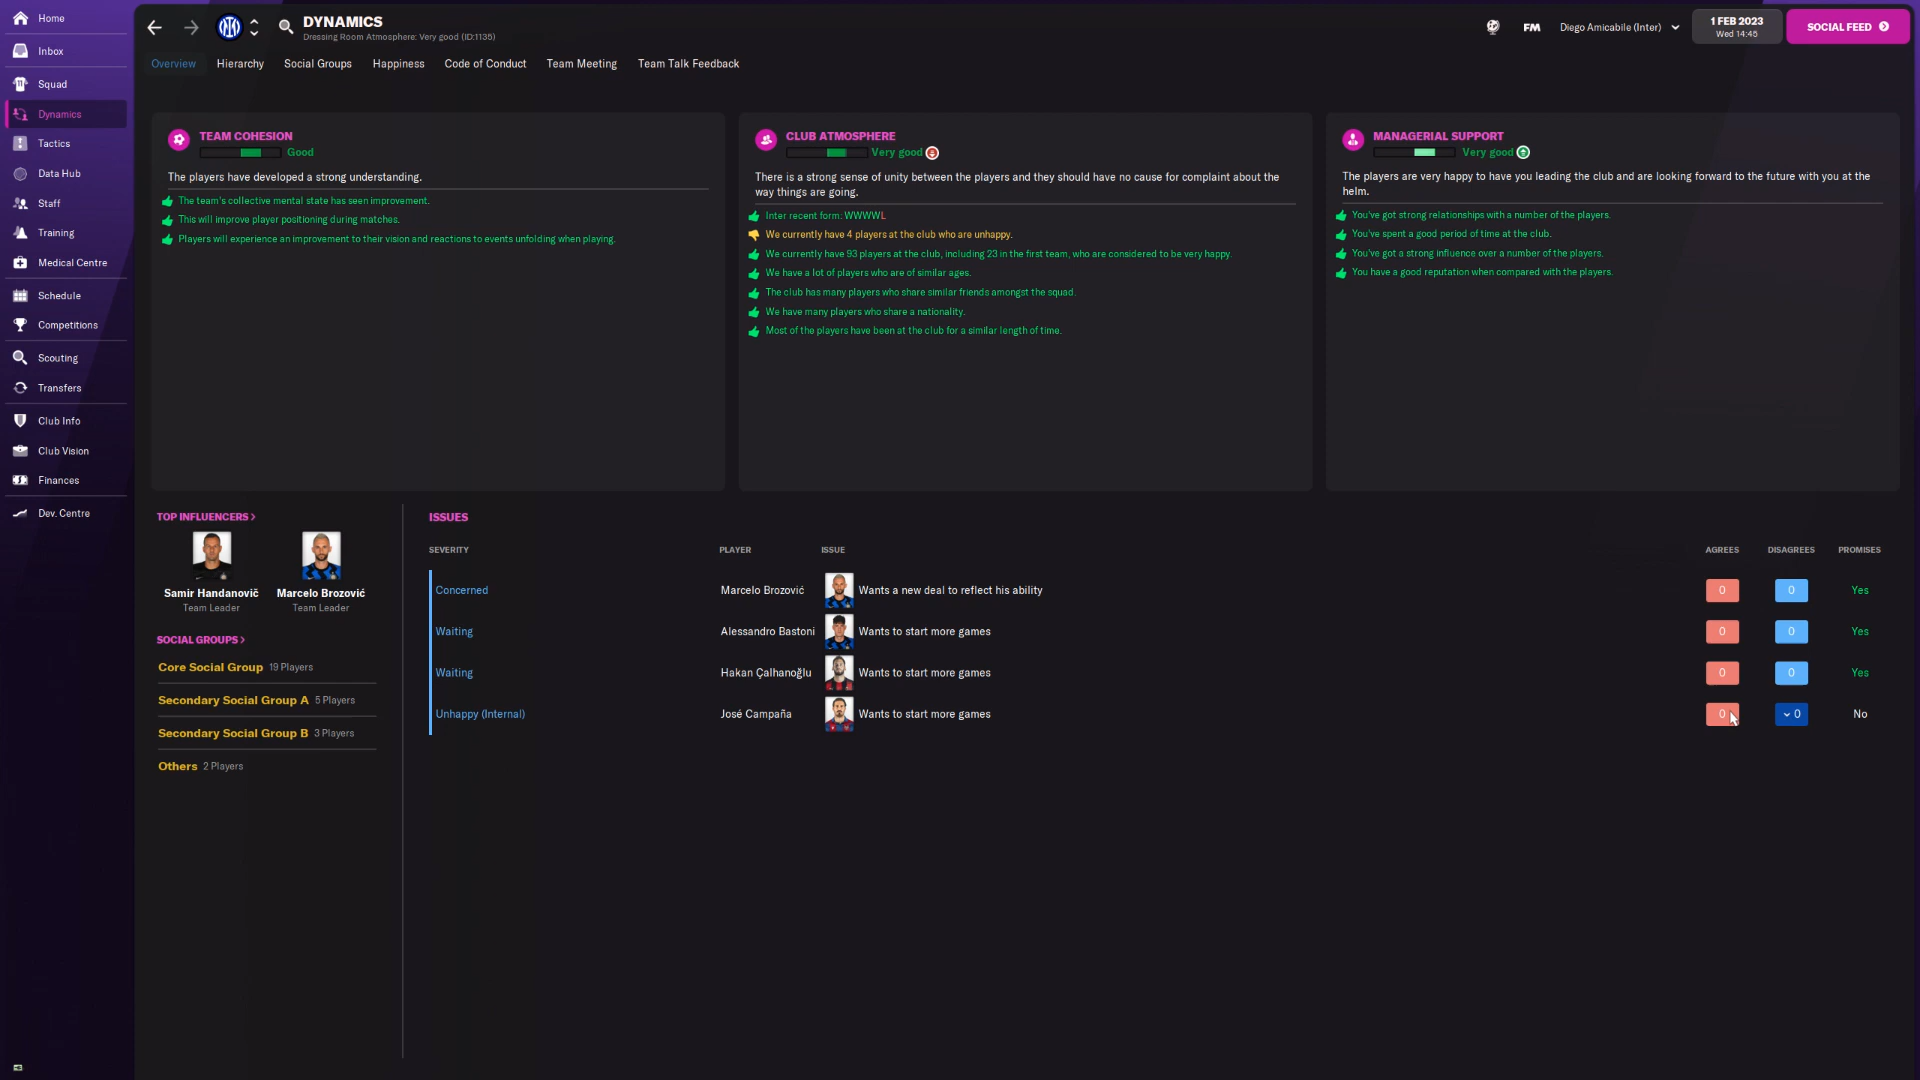 Home
Inbox
Squad
Dynamics
Tactics
Data Hub
Staff
Training
Medical Centre
Schedule
Competitions
Scouting
Transfers
Club Info
Club Vision
Finances
Dev. Centre
DYNAMICS
Dressing Room Atmosphere: Very good (ID:1135)
FM
Diego Amicabile (Inter)
1 FEB 2023
Wed 14:45
SOCIAL FEED
Overview Hierarchy Social Groups Happiness Code of Conduct Team Meeting Team Talk Feedback
TEAM COHESION
Good
The players have developed a strong understanding.
The team's collective mental state has seen improvement.
This will improve player positioning during matches.
Players will experience an improvement to their vision and reactions to events unfolding when playing.
CLUB ATMOSPHERE
Very good
There is a strong sense of unity between the players and they should have no cause for complaint about the
way things are going.
Inter recent form: WWWWL
We currently have 4 players at the club who are unhappy.
We currently have 93 players at the club, including 23 in the first team, who are considered to be very happy.
We have a lot of players who are of similar ages.
The club has many players who share similar friends amongst the squad.
We have many players who share a nationality.
Most of the players have been at the club for a similar length of time.
MANAGERIAL SUPPORT
Very good
The players are very happy to have you leading the club and are looking forward to the future with you at the
helm.
You've got strong relationships with a number of the players.
You've spent a good period of time at the club.
You've got a strong influence over a number of the players.
You have a good reputation when compared with the players.
TOP INFLUENCERS >
Samir Handanovič Marcelo Brozović
Team Leader Team Leader
SOCIAL GROUPS >
Core Social Group 19 Players
Secondary Social Group A 5 Players
Secondary Social Group B 3 Players
Others 2 Players
ISSUES
SEVERITY PLAYER ISSUE AGREES DISAGREES PROMISES
Concerned Marcelo Brozović Wants a new deal to reflect his ability 0 0 Yes
Waiting Alessandro Bastoni Wants to start more games 0 0 Yes
Waiting Hakan Çalhanoğlu Wants to start more games 0 0 Yes
Unhappy (Internal) José Campaña Wants to start more games 0 0 No